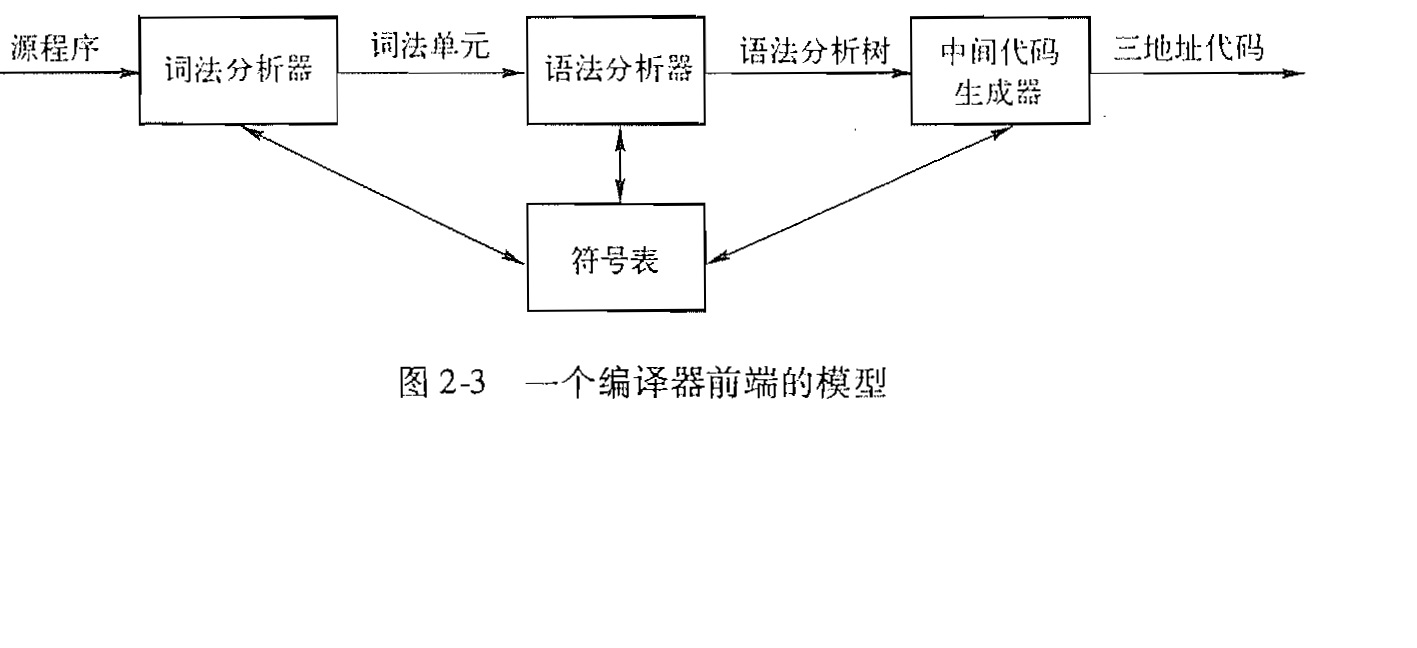 源程序
词法分析器
词法单元
语法分析器
语法分析树
中间代码
生成器
三地址代码
符号表
图 2-3 一个编译器前端的模型